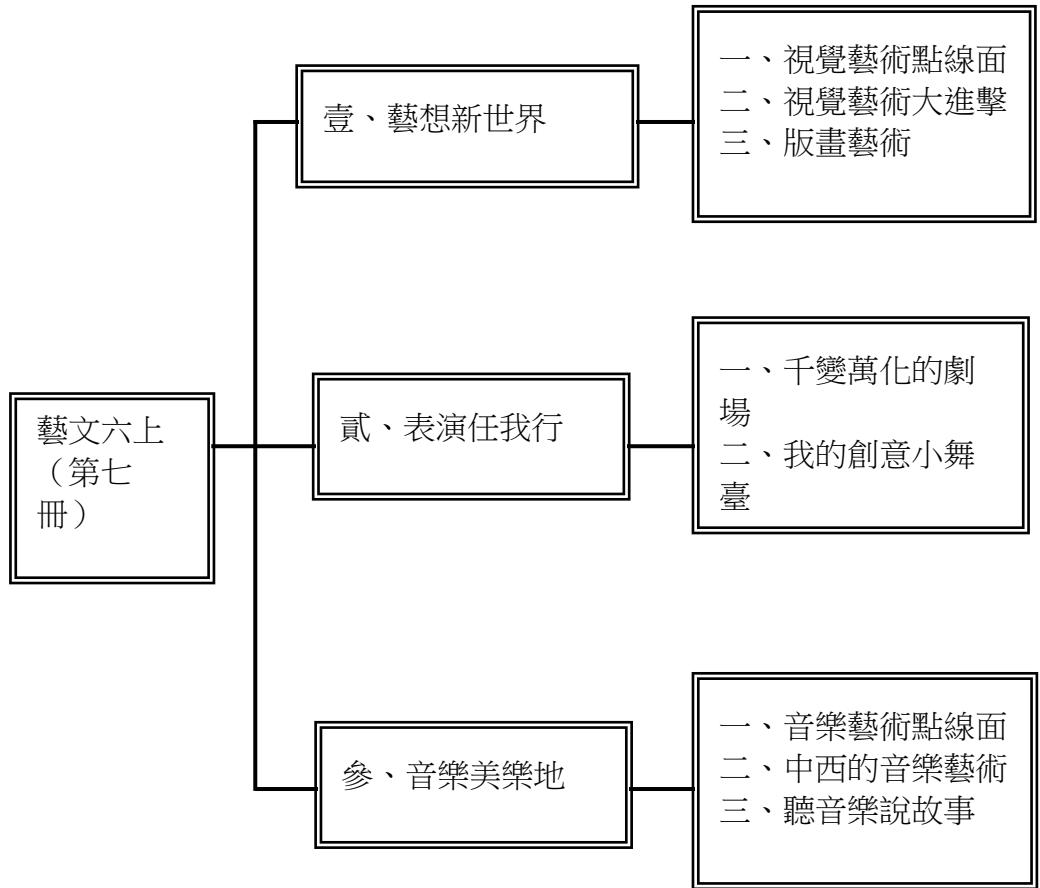 藝文六上
（第七
冊）
壹、藝想新世界
一、視覺藝術點線面
二、視覺藝術大進擊
三、版畫藝術
貳、表演任我行
一、千變萬化的劇
場
二、我的創意小舞
臺
參、音樂美樂地
一、音樂藝術點線面
二、中西的音樂藝術
三、聽音樂說故事